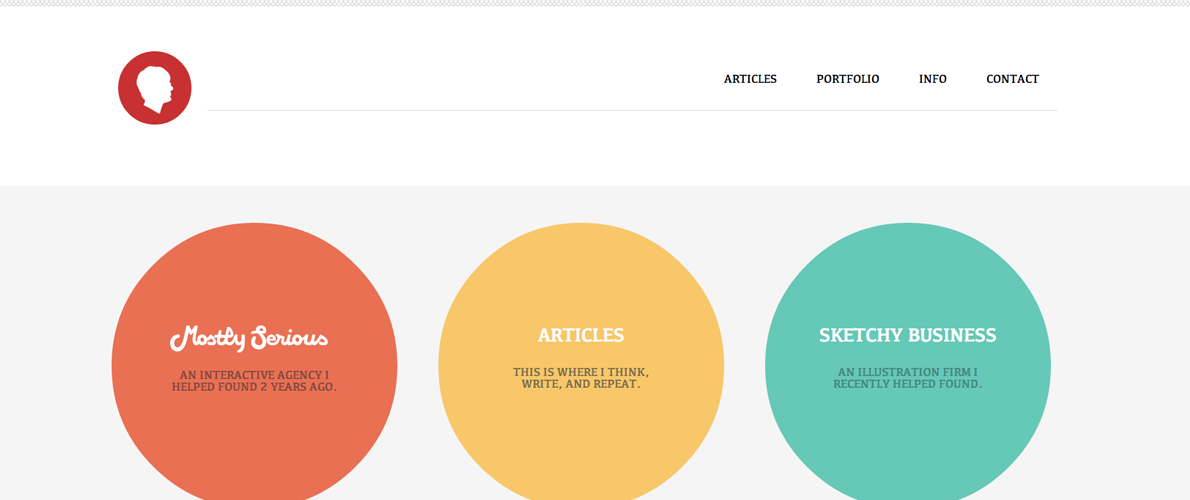 ARTICLES PORTFOLIO INFO CONTACT
Mostly Serious
AN INTERACTIVE AGENCY I
HELPED FOUND 2 YEARS AGO.
ARTICLES
THIS IS WHERE I THINK,
WRITE, AND REPEAT.
SKETCHY BUSINESS
AN ILLUSTRATION FIRM I
RECENTLY HELPED FOUND.